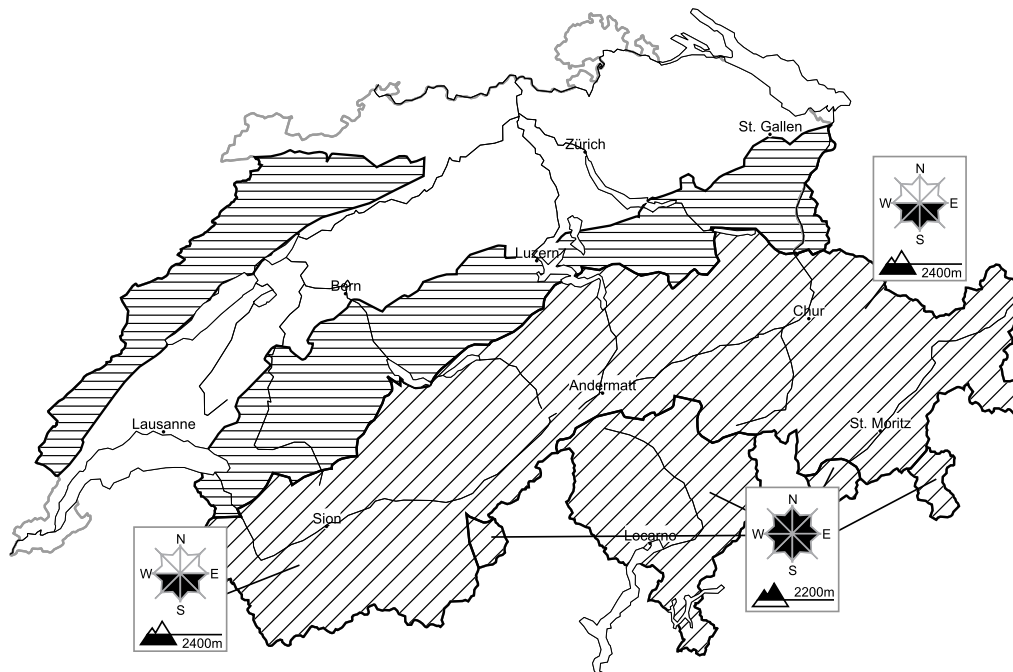 St. Gallen
Zürich
N
W E
S
2400m
Luzern
Bern
Chur
Andermatt
Lausanne
St. Moritz
N
W E
S
2200m
Sion
Locarno
N
W E
S
2400m